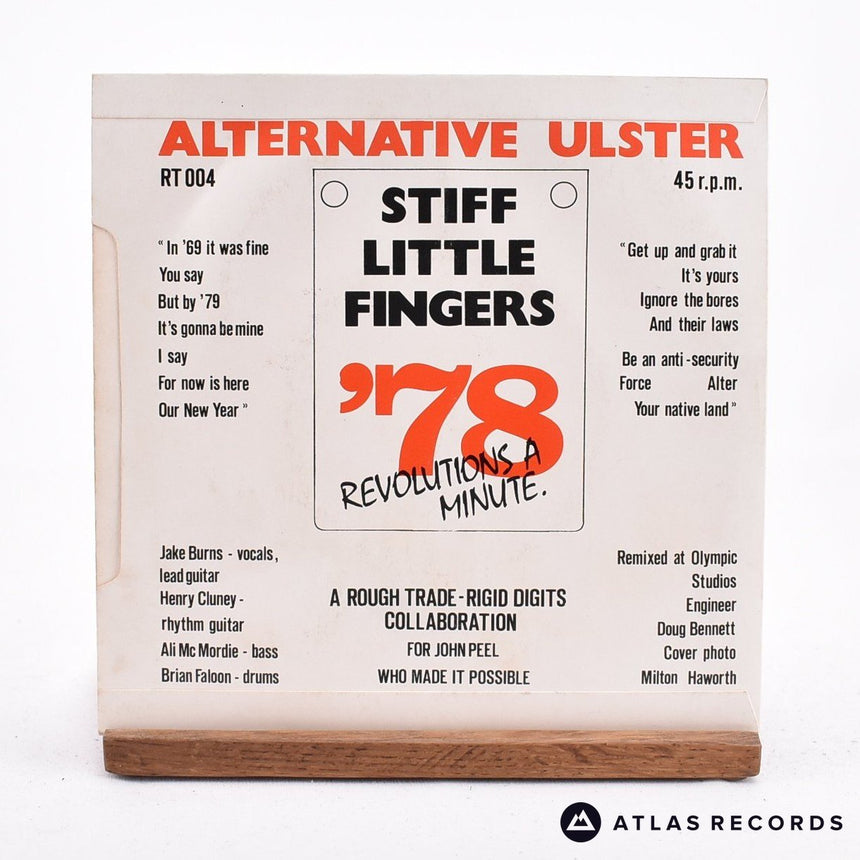 ALTERNATIVE ULSTER
RT 004
45 r.p.m.
STIFF
LITTLE
FINGERS
'78
REVOLUTIONS A
MINUTE.
" In '69 it was fine
You say
But by '79
It's gonna be mine
I say
For now is here
Our New Year "
" Get up and grab it
It's yours
Ignore the bores
And their laws
Be an anti-security
Force Alter
Your native land "
Jake Burns - vocals,
lead guitar
Henry Cluney -
rhythm guitar
Ali Mc Mordie - bass
Brian Faloon - drums
A ROUGH TRADE-RIGID DIGITS
COLLABORATION
FOR JOHN PEEL
WHO MADE IT POSSIBLE
Remixed at Olympic
Studios
Engineer
Doug Bennett
Cover photo
Milton Haworth
ATLAS RECORDS